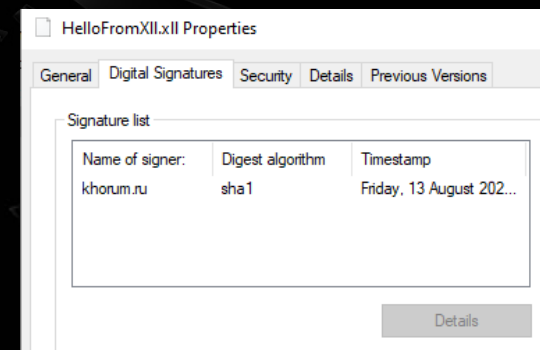 HelloFromXll.xll Properties
General Digital Signatures Security Details Previous Versions
Signature list
Name of signer: Digest algorithm Timestamp
khorum.ru sha1 Friday, 13 August 202...
Details